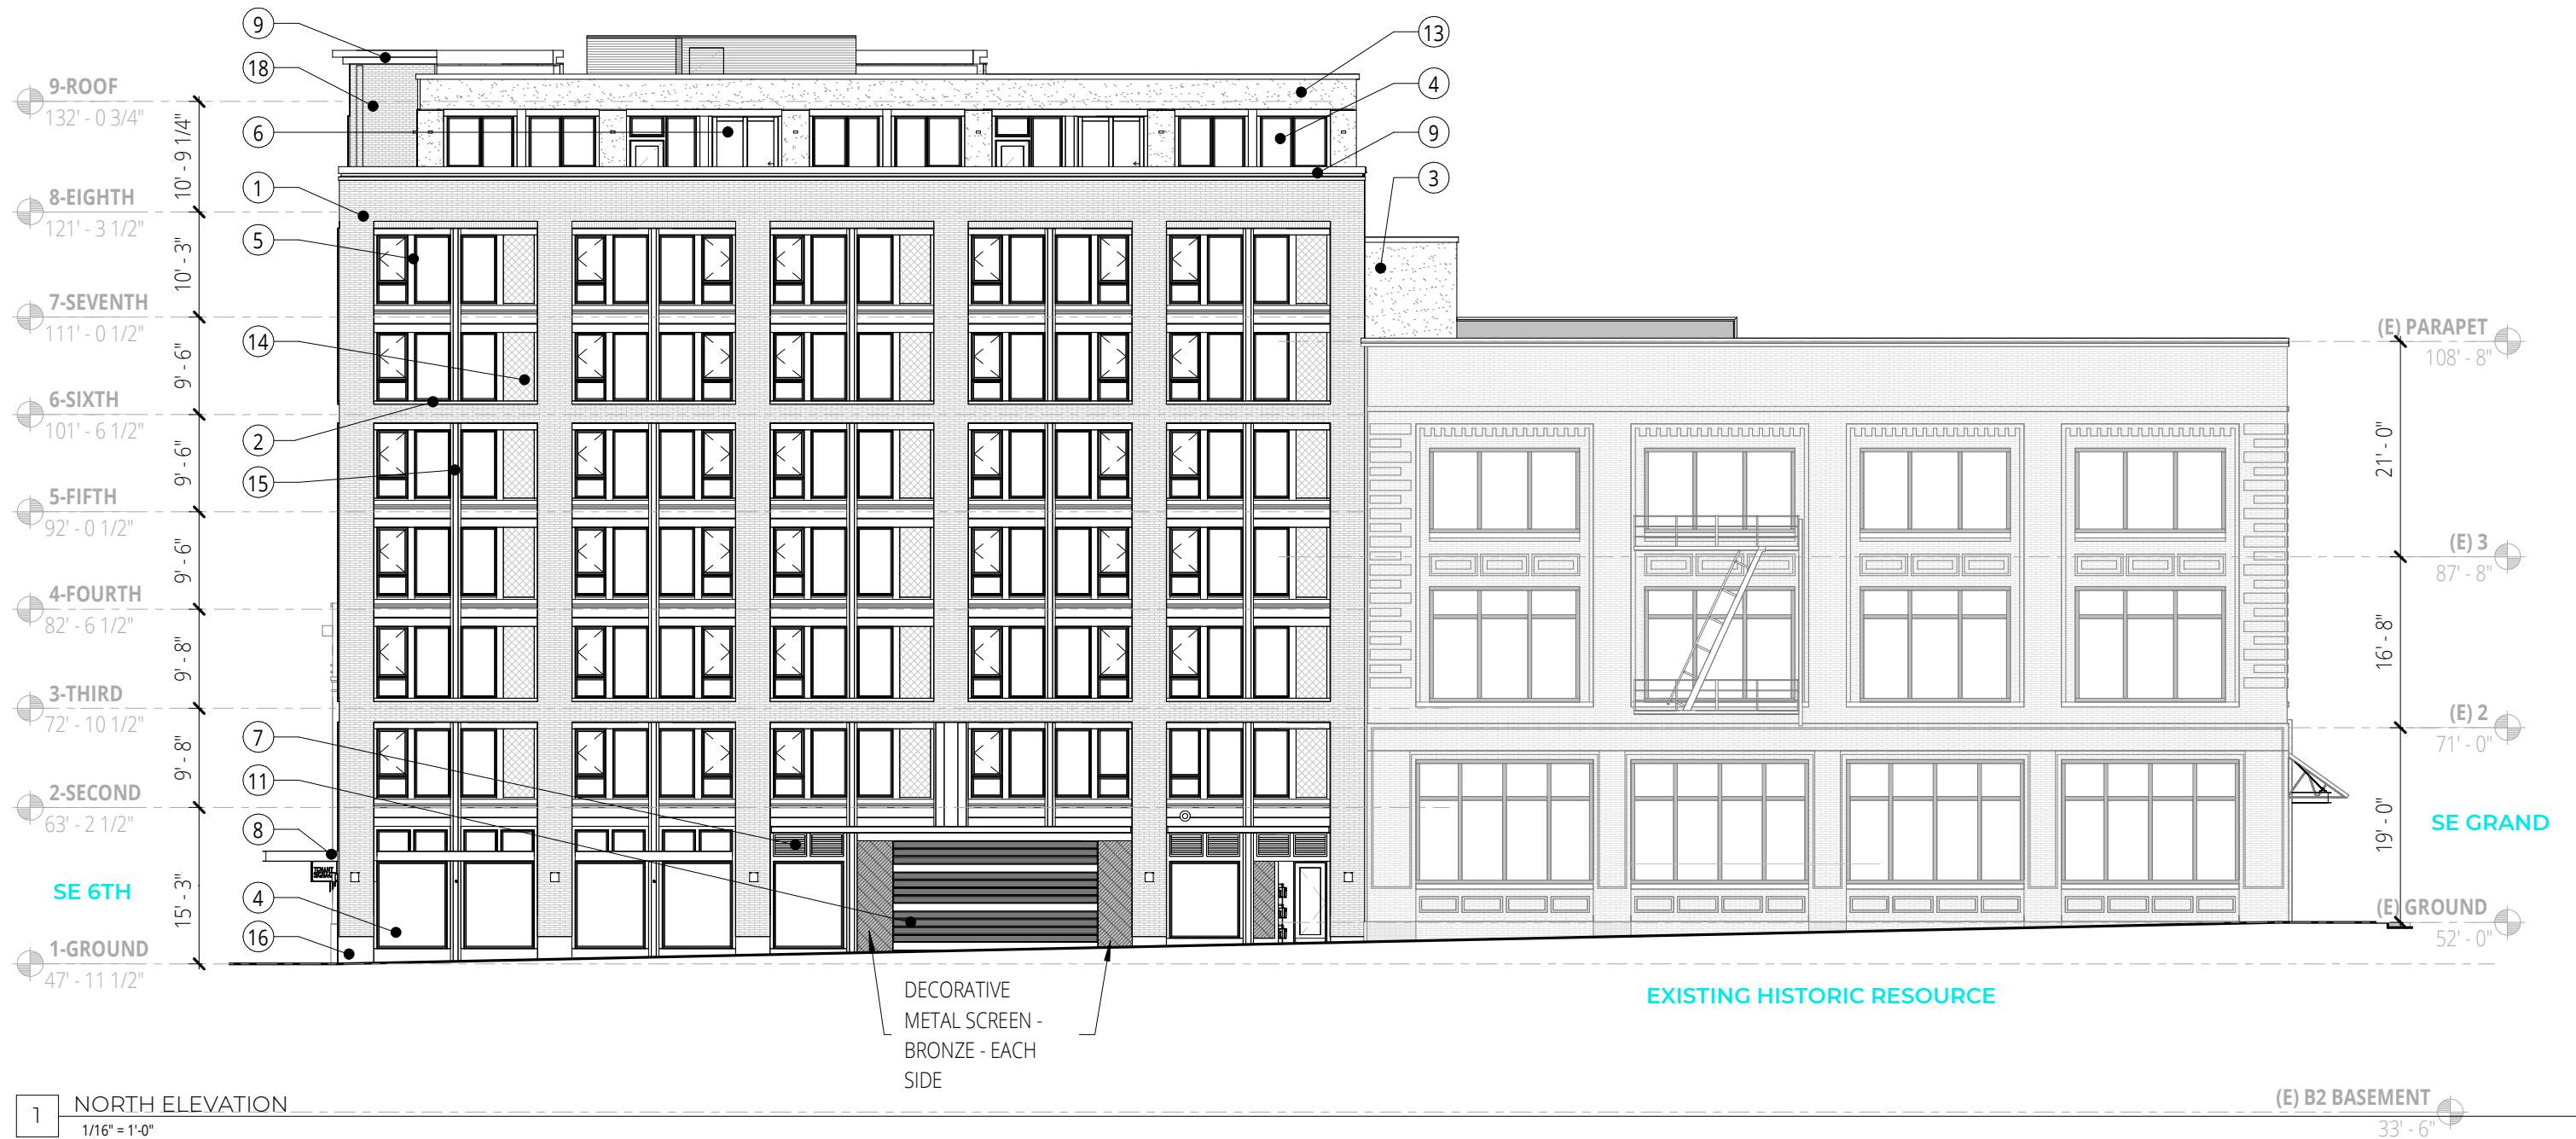 9
18
6
1
5
14
2
15
7
11
8
4
16
13
4
9
3
9-ROOF
132' - 0 3/4"
10' - 9 1/4"
8-EIGHTH
121' - 3 1/2"
10' - 3"
7-SEVENTH
111' - 0 1/2"
9' - 6"
6-SIXTH
101' - 6 1/2"
9' - 6"
5-FIFTH
92' - 0 1/2"
9' - 6"
4-FOURTH
82' - 6 1/2"
9' - 8"
3-THIRD
72' - 10 1/2"
9' - 8"
2-SECOND
63' - 2 1/2"
15' - 3"
SE 6TH
1-GROUND
47' - 11 1/2"
(E) PARAPET
108' - 8"
21' - 0"
(E) 3
87' - 8"
16' - 8"
(E) 2
71' - 0"
19' - 0"
SE GRAND
(E) GROUND
52' - 0"
DECORATIVE
METAL SCREEN -
BRONZE - EACH
SIDE
EXISTING HISTORIC RESOURCE
1
NORTH ELEVATION
1/16" = 1'-0"
(E) B2 BASEMENT
33' - 6"